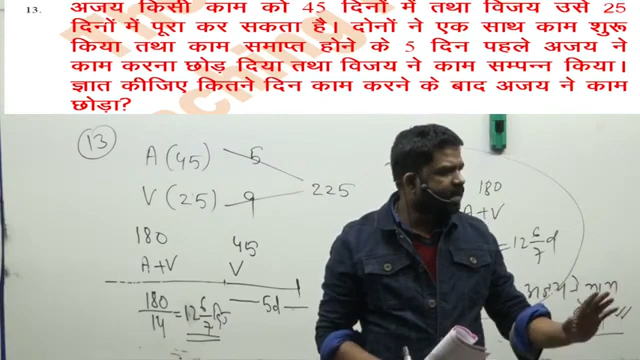 13. अजय किसी काम को 45 दिनों में तथा विजय उसे 25
दिनों में पूरा कर सकता है। दोनों ने एक साथ काम शुरू
किया तथा काम समाप्त होने के 5 दिन पहले अजय ने
काम करना छोड़ दिया तथा विजय ने काम सम्पन्न किया।
ज्ञात कीजिए कितने दिन काम करने के बाद अजय ने काम
छोड़ा?
13
A (45) 5
V (25) 9
225
180 45
A+V V
180/14 = 12 6/7
5d
180
A+V
= 12 6/7 d